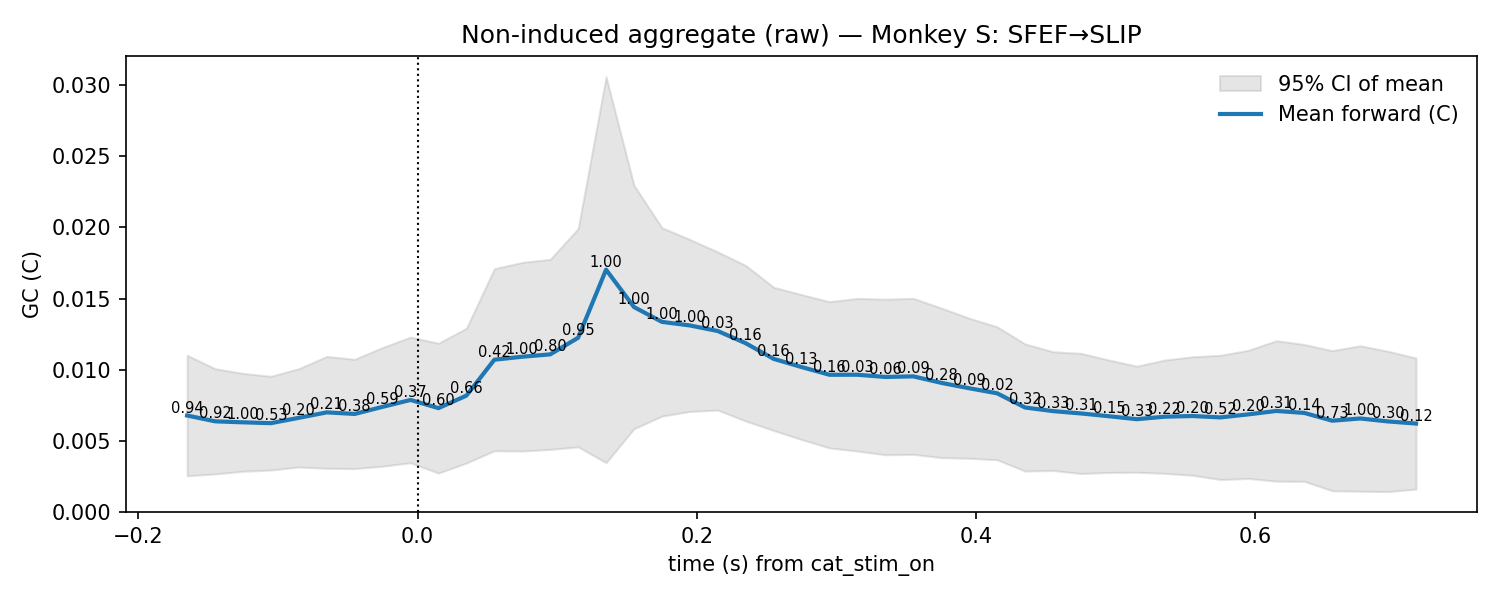 Non-induced aggregate (raw) — Monkey S: SFEF→SLIP
GC (C)
0.030
0.025
0.020
0.015
0.010
0.005
0.000
95% CI of mean
Mean forward (C)
0.94 0.92 1.00 0.53 0.20 0.21 0.38 0.59 0.37 0.60 0.66 0.42 1.00 0.80 0.95 1.00 1.00 1.00 1.00 0.03 0.16 0.16 0.13 0.16 0.03 0.06 0.09 0.28 0.09 0.02 0.32 0.33 0.31 0.15 0.33 0.22 0.20 0.52 0.20 0.31 0.14 0.73 1.00 0.30 0.12
−0.2 0.0 0.2 0.4 0.6
time (s) from cat_stim_on